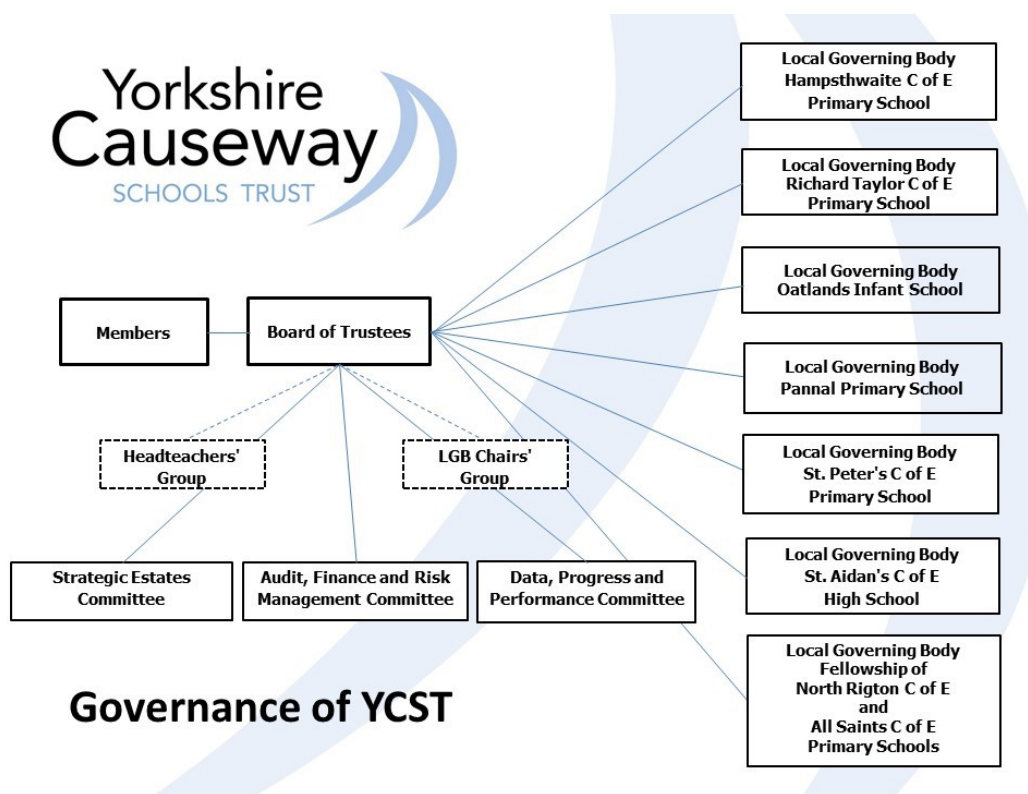 Yorkshire
Causeway
SCHOOLS TRUST
Local Governing Body
Hampsthwaite C of E
Primary School
Local Governing Body
Richard Taylor C of E
Primary School
Local Governing Body
Oatlands Infant School
Members
Board of Trustees
Local Governing Body
Pannal Primary School
Headteachers'
Group
LGB Chairs'
Group
Local Governing Body
St. Peter's C of E
Primary School
Strategic Estates
Committee
Audit, Finance and Risk
Management Committee
Data, Progress and
Performance Committee
Local Governing Body
St. Aidan's C of E
High School
Local Governing Body
Fellowship of
North Rigton C of E
and
All Saints C of E
Primary Schools
Governance of YCST